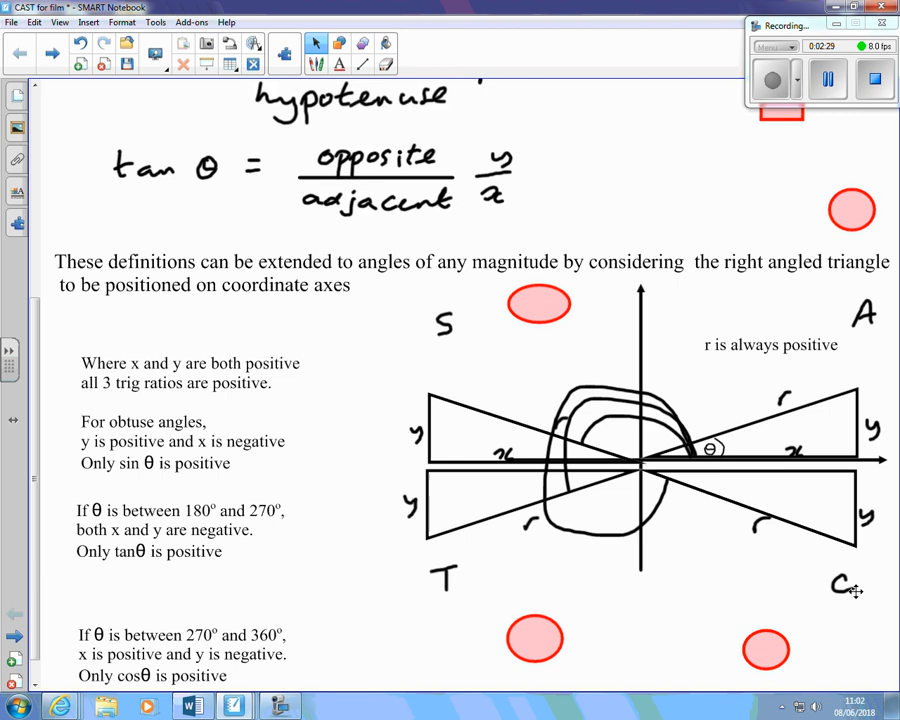 CAST for film * - SMART Notebook
File Edit View Insert Format Tools Add-ons Help
Recording...
Menu
0:02:29
8.0 fps
hypotenuse
tan θ = opposite y
adjacent x
These definitions can be extended to angles of any magnitude by considering the right angled triangle
to be positioned on coordinate axes
S
A
r is always positive
Where x and y are both positive
all 3 trig ratios are positive.
For obtuse angles,
y is positive and x is negative
Only sin θ is positive
If θ is between 180º and 270º,
both x and y are negative.
Only tanθ is positive
If θ is between 270º and 360º,
x is positive and y is negative.
Only cosθ is positive
r
y
x
θ
x
y
y
r
r
y
T
C
11:02
08/06/2018